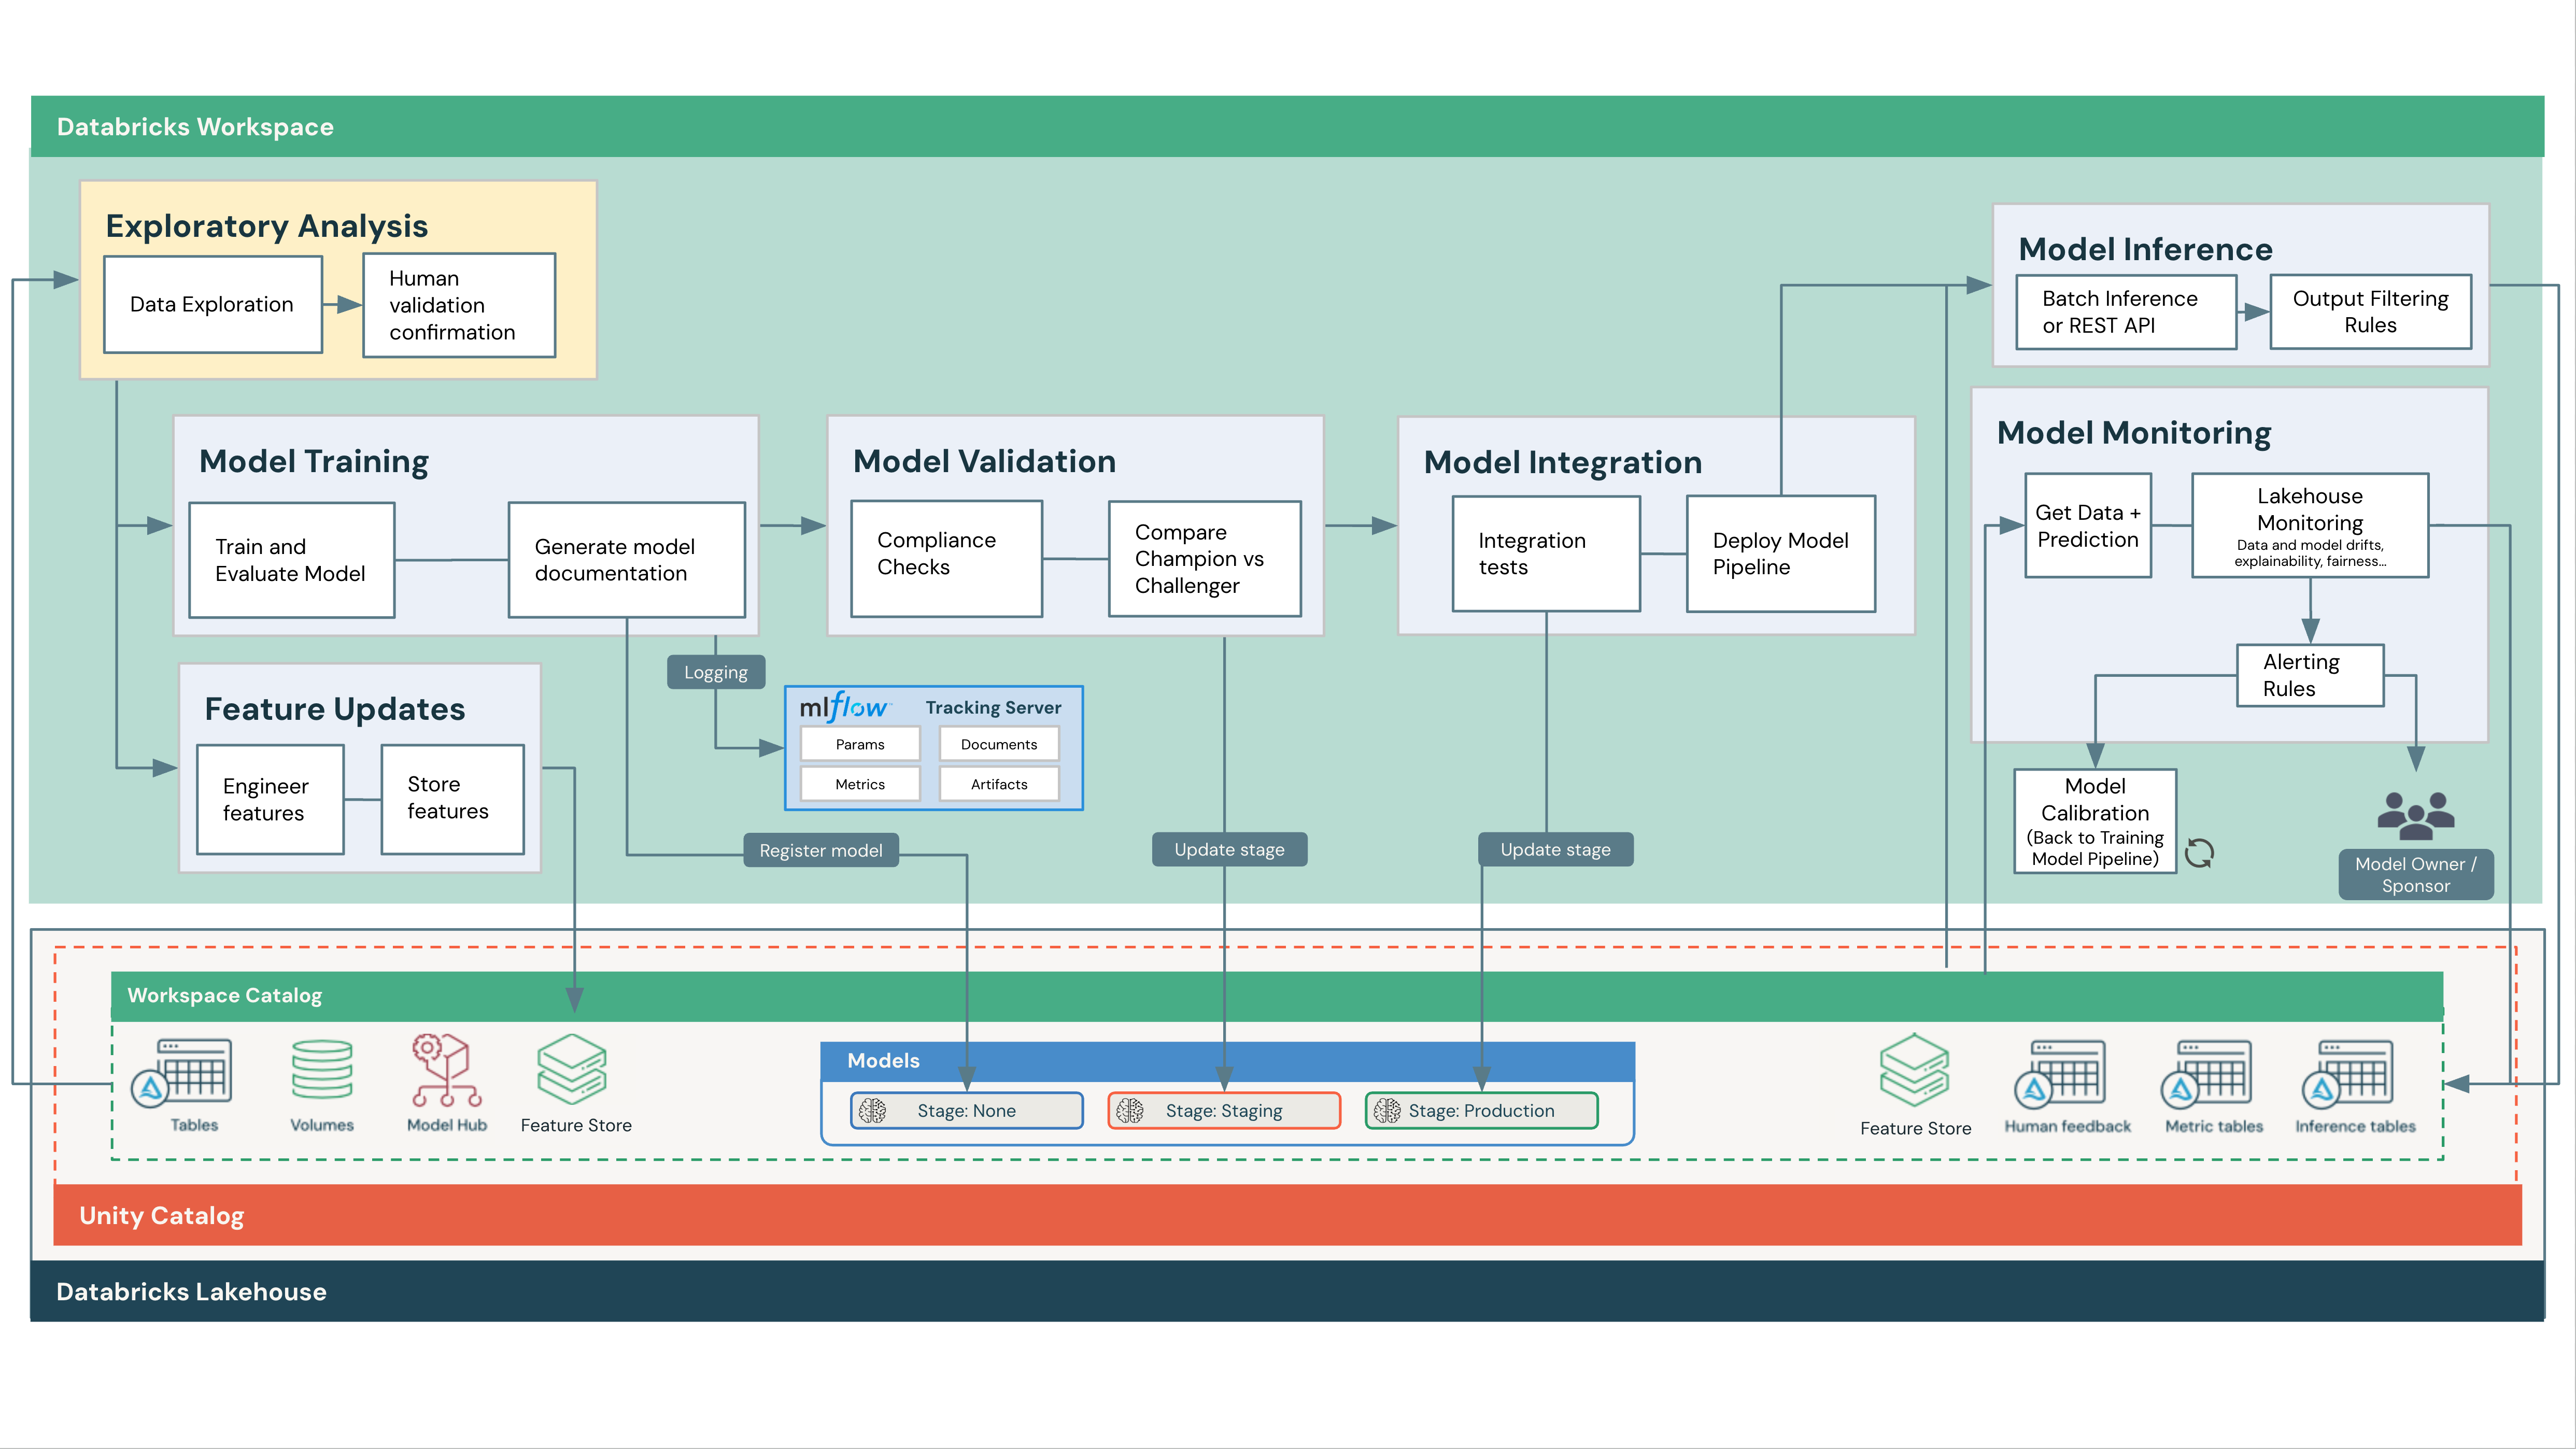 Databricks Workspace
Exploratory Analysis
Data Exploration
Human
validation
confirmation
Model Training
Train and
Evaluate Model
Generate model
documentation
Feature Updates
Engineer
features
Store
features
Logging
mlflow
Tracking Server
Params
Documents
Metrics
Artifacts
Register model
Model Validation
Compliance
Checks
Compare
Champion vs
Challenger
Update stage
Model Integration
Integration
tests
Deploy Model
Pipeline
Update stage
Model Inference
Batch Inference
or REST API
Output Filtering
Rules
Model Monitoring
Get Data +
Prediction
Lakehouse
Monitoring
Data and model drifts,
explainability, fairness...
Alerting
Rules
Model
Calibration
(Back to Training
Model Pipeline)
Model Owner /
Sponsor
Workspace Catalog
Tables
Volumes
Model Hub
Feature Store
Models
Stage: None
Stage: Staging
Stage: Production
Feature Store
Human feedback
Metric tables
Inference tables
Unity Catalog
Databricks Lakehouse